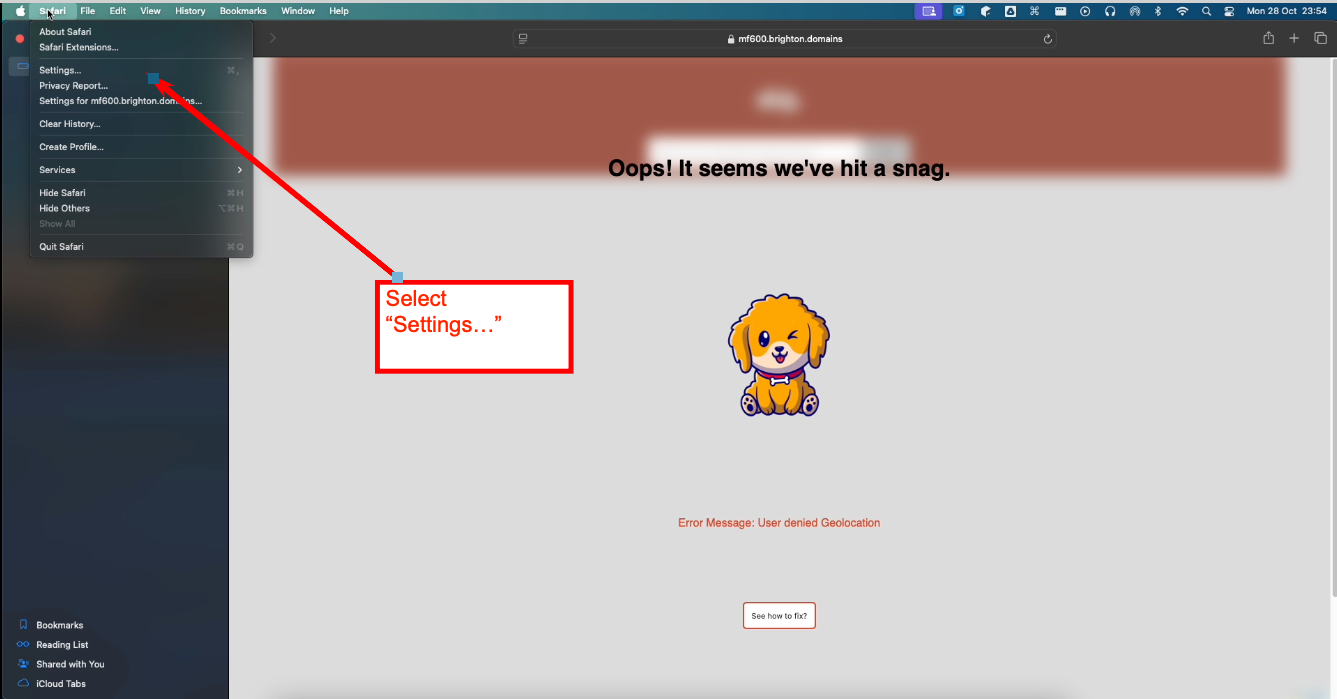 Safari File Edit View History Bookmarks Window Help
Mon 28 Oct 23:54
About Safari
Safari Extensions...
Settings... ⌘,
Privacy Report...
Settings for mf600.brighton.domains...
Clear History...
Create Profile...
Services
Hide Safari ⌘H
Hide Others ⌥⌘H
Show All
Quit Safari ⌘Q
mf600.brighton.domains
Oops! It seems we've hit a snag.
Select
“Settings…”
Error Message: User denied Geolocation
See how to fix?
Bookmarks
Reading List
Shared with You
iCloud Tabs